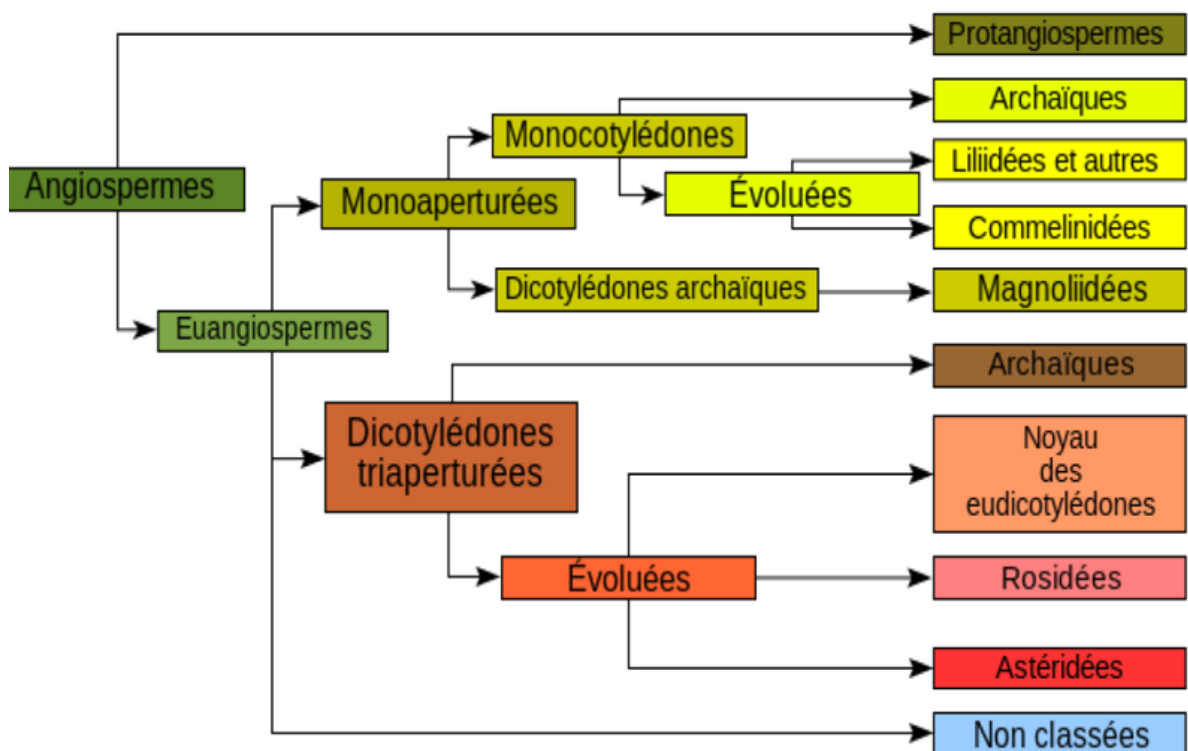 Protangiospermes
Archaïques
Monocotylédones
Liliidées et autres
Angiospermes
Évoluées
Monoaperturées
Commelinidées
Dicotylédones archaïques
Magnoliidées
Euangiospermes
Archaïques
Dicotylédones
triaperturées
Noyau
des
eudicotylédones
Évoluées
Rosidées
Astéridées
Non classées